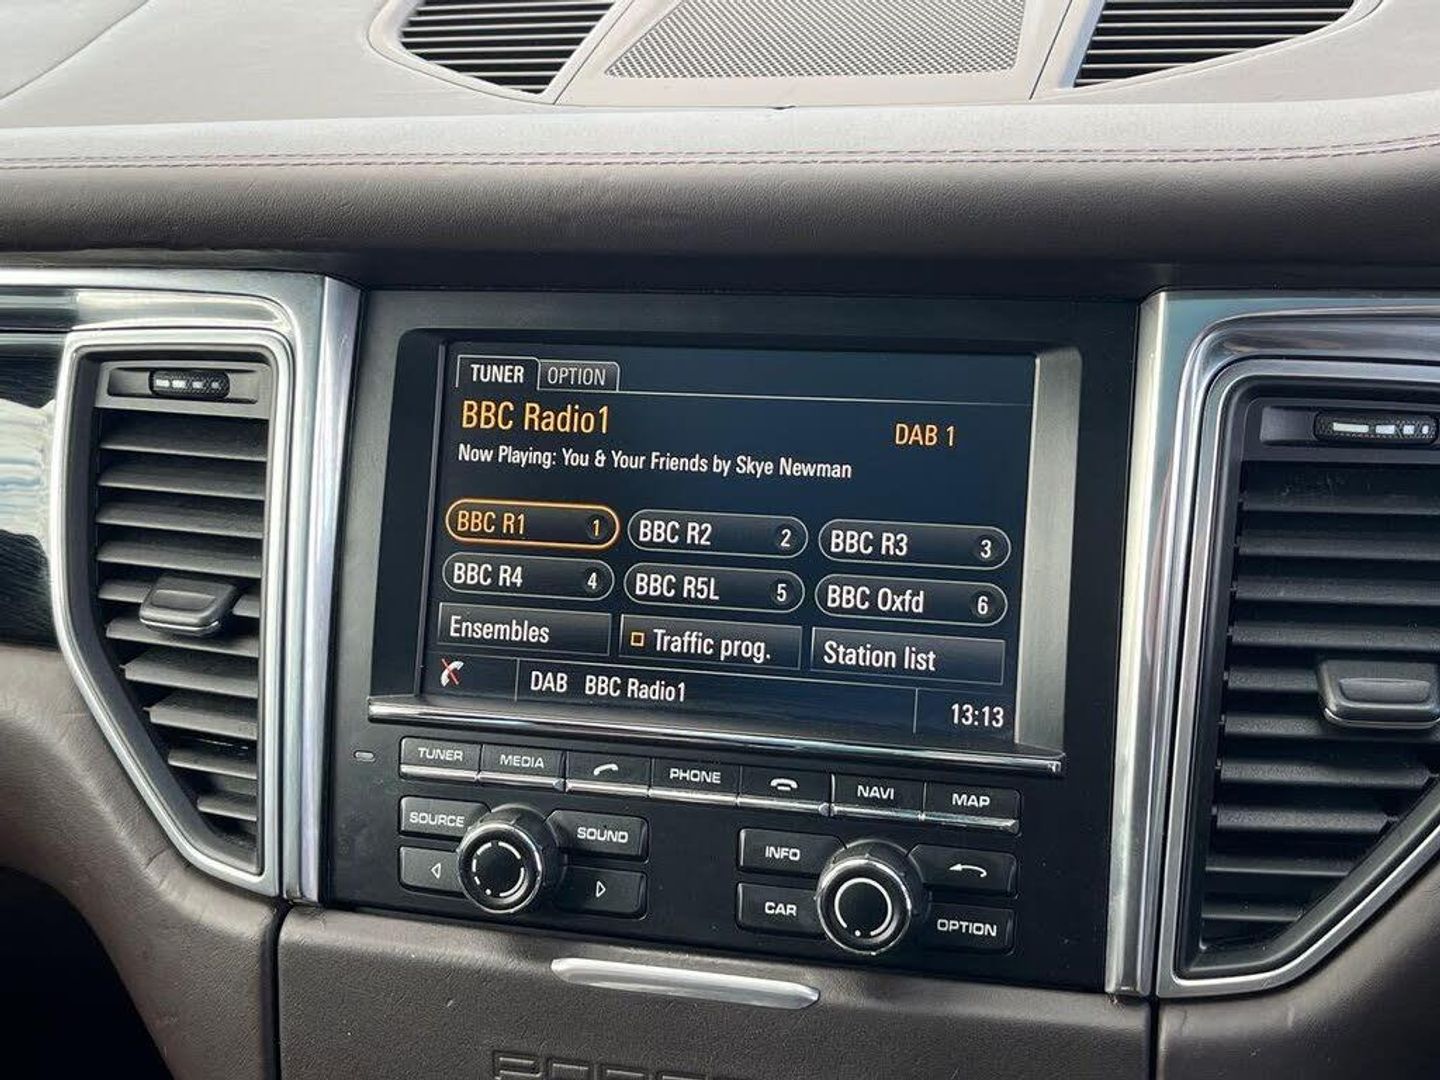 TUNER OPTION
BBC Radio1 DAB 1
Now Playing: You & Your Friends by Skye Newman
BBC R1 1 BBC R2 2 BBC R3 3
BBC R4 4 BBC R5L 5 BBC Oxfd 6
Ensembles Traffic prog. Station list
DAB BBC Radio1 13:13
TUNER MEDIA PHONE NAVI MAP
SOURCE SOUND INFO
CAR OPTION